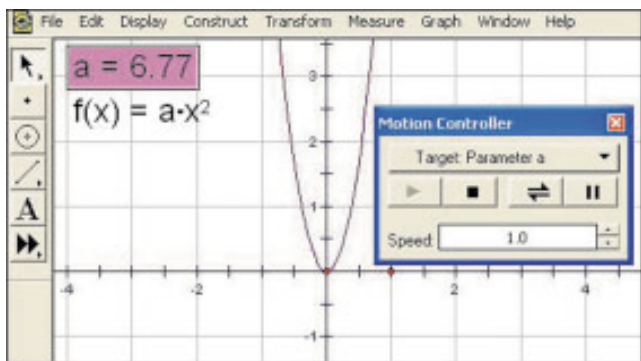 File Edit Display Construct Transform Measure Graph Window Help
a = 6.77
f(x) = a·x²
A
3
2
1
-1
-4
-2
2
4
Motion Controller
Target: Parameter a
Speed: 1.0